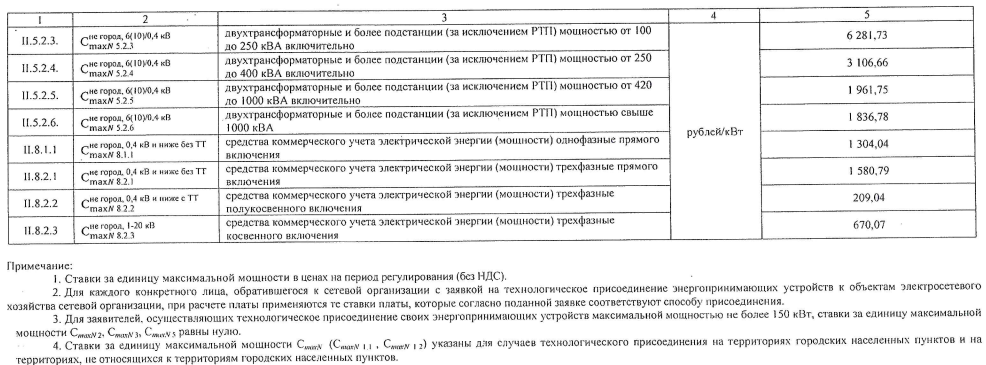 1 2 3 4 5
II.5.2.3. C не город, 6(10)/0,4 кВ maxN 5.2.3 двухтрансформаторные и более подстанции (за исключением РТП) мощностью от 100 до 250 кВА включительно 6 281,73
II.5.2.4. C не город, 6(10)/0,4 кВ maxN 5.2.4 двухтрансформаторные и более подстанции (за исключением РТП) мощностью от 250 до 400 кВА включительно 3 106,66
II.5.2.5. C не город, 6(10)/0,4 кВ maxN 5.2.5 двухтрансформаторные и более подстанции (за исключением РТП) мощностью от 420 до 1000 кВА включительно 1 961,75
II.5.2.6. C не город, 6(10)/0,4 кВ maxN 5.2.6 двухтрансформаторные и более подстанции (за исключением РТП) мощностью свыше 1000 кВА рублей/кВт 1 836,78
II.8.1.1 C не город, 0,4 кВ и ниже без ТТ maxN 8.1.1 средства коммерческого учета электрической энергии (мощности) однофазные прямого включения 1 304,04
II.8.2.1 C не город, 0,4 кВ и ниже без ТТ maxN 8.2.1 средства коммерческого учета электрической энергии (мощности) трехфазные прямого включения 1 580,79
II.8.2.2 C не город, 0,4 кВ и ниже с ТТ maxN 8.2.2 средства коммерческого учета электрической энергии (мощности) трехфазные полукосвенного включения 209,04
II.8.2.3 C не город, 1-20 кВ maxN 8.2.3 средства коммерческого учета электрической энергии (мощности) трехфазные косвенного включения 670,07
Примечание:
1. Ставки за единицу максимальной мощности в ценах на период регулирования (без НДС).
2. Для каждого конкретного лица, обратившегося к сетевой организации с заявкой на технологическое присоединение энергопринимающих устройств к объектам электросетевого
хозяйства сетевой организации, при расчете платы применяются те ставки платы, которые согласно поданной заявке соответствуют способу присоединения.
3. Для заявителей, осуществляющих технологическое присоединение своих энергопринимающих устройств максимальной мощностью не более 150 кВт, ставки за единицу максимальной
мощности CmaxN2, CmaxN3, CmaxN5 равны нулю.
4. Ставки за единицу максимальной мощности CmaxN (CmaxN 1.1 , CmaxN 1.2) указаны для случаев технологического присоединения на территориях городских населенных пунктов и на
территориях, не относящихся к территориям городских населенных пунктов.